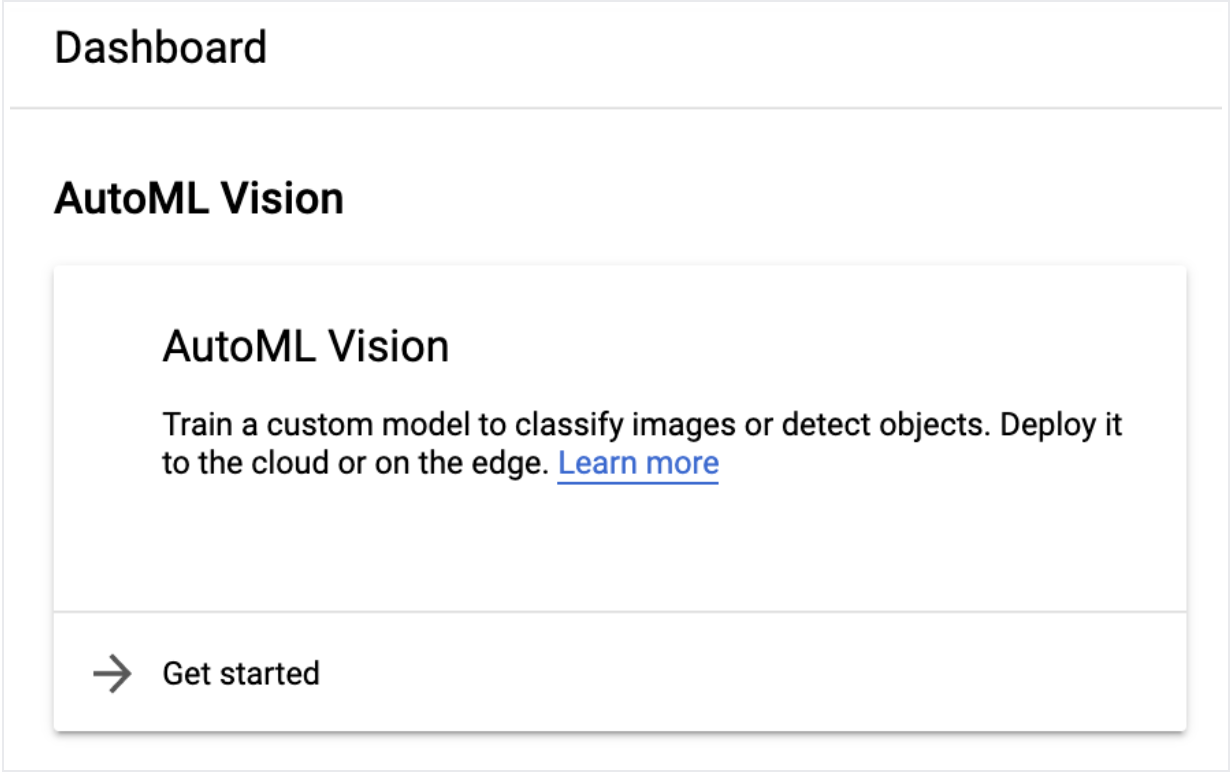 Dashboard
AutoML Vision
AutoML Vision
Train a custom model to classify images or detect objects. Deploy it
to the cloud or on the edge. Learn more
Get started